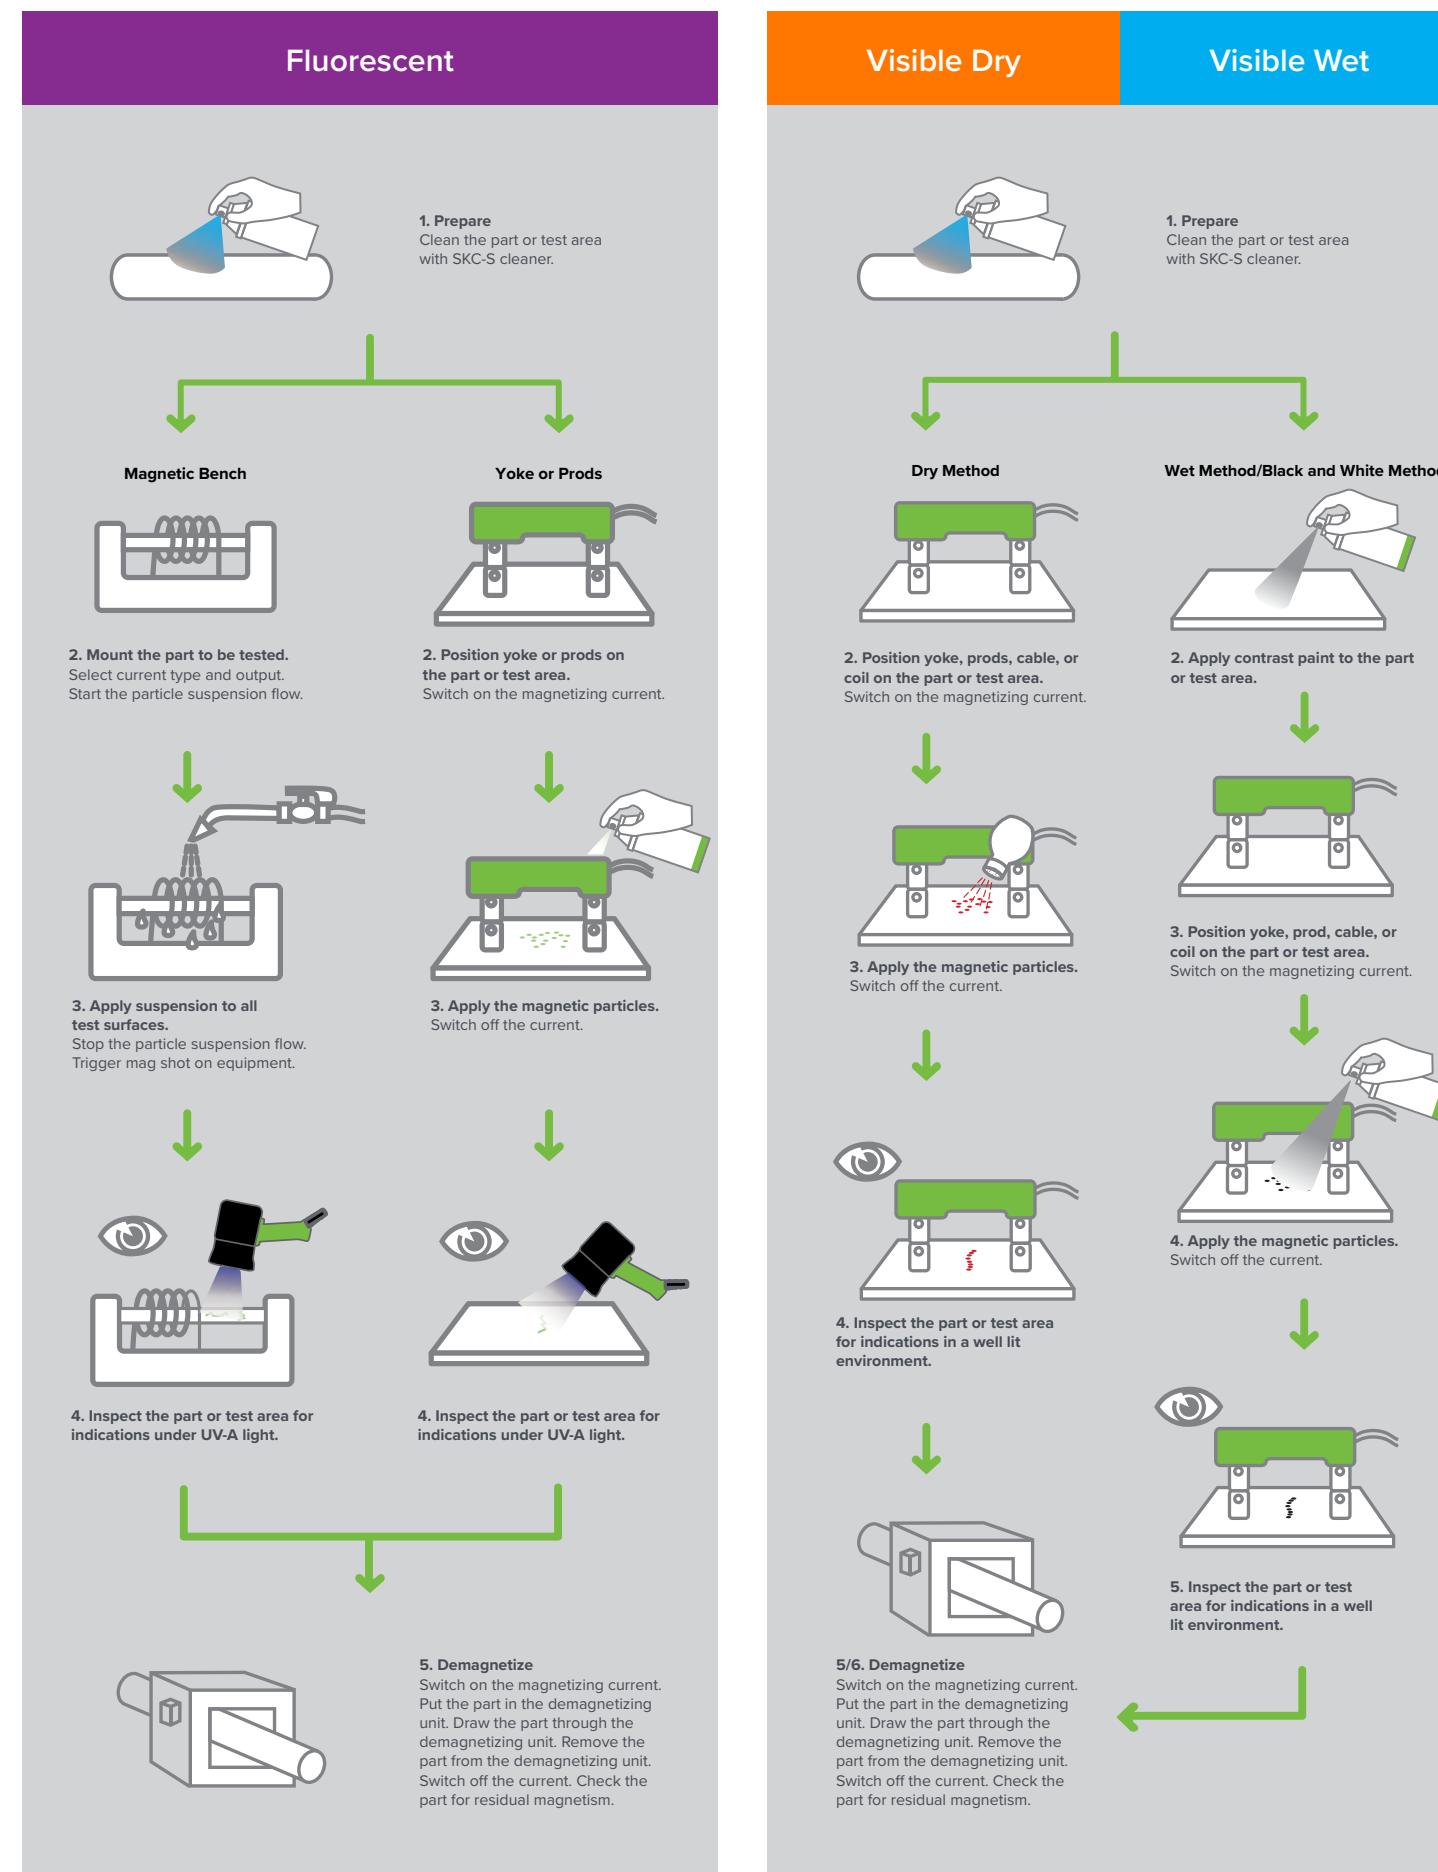 Fluorescent
1. Prepare
Clean the part or test area
with SKC-S cleaner.
Magnetic Bench
Yoke or Prods
2. Mount the part to be tested.
Select current type and output.
Start the particle suspension flow.
2. Position yoke or prods on
the part or test area.
Switch on the magnetizing current.
3. Apply suspension to all
test surfaces.
Stop the particle suspension flow.
Trigger mag shot on equipment.
3. Apply the magnetic particles.
Switch off the current.
4. Inspect the part or test area for
indications under UV-A light.
4. Inspect the part or test area for
indications under UV-A light.
5. Demagnetize
Switch on the magnetizing current.
Put the part in the demagnetizing
unit. Draw the part through the
demagnetizing unit. Remove the
part from the demagnetizing unit.
Switch off the current. Check the
part for residual magnetism.
Visible Dry
Visible Wet
1. Prepare
Clean the part or test area
with SKC-S cleaner.
Dry Method
Wet Method/Black and White Metho
2. Position yoke, prods, cable, or
coil on the part or test area.
Switch on the magnetizing current.
3. Apply the magnetic particles.
Switch off the current.
4. Inspect the part or test area
for indications in a well lit
environment.
2. Apply contrast paint to the part
or test area.
3. Position yoke, prod, cable, or
coil on the part or test area.
Switch on the magnetizing current.
4. Apply the magnetic particles.
Switch off the current.
5. Inspect the part or test
area for indications in a well
lit environment.
5/6. Demagnetize
Switch on the magnetizing current.
Put the part in the demagnetizing
unit. Draw the part through the
demagnetizing unit. Remove the
part from the demagnetizing unit.
Switch off the current. Check the
part for residual magnetism.